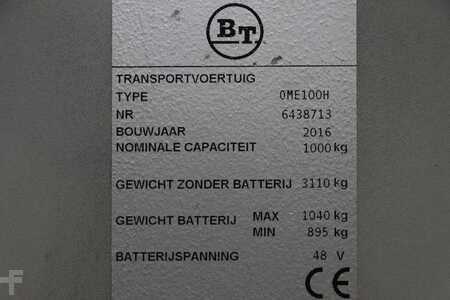 BT
TRANSPORTVOERTUIG
TYPE OME100H
NR 6438713
BOUWJAAR 2016
NOMINALE CAPACITEIT 1000 kg
GEWICHT ZONDER BATTERIJ 3110 kg
GEWICHT BATTERIJ MAX 1040 kg
MIN 895 kg
BATTERIJSPANNING 48 V
CE
F